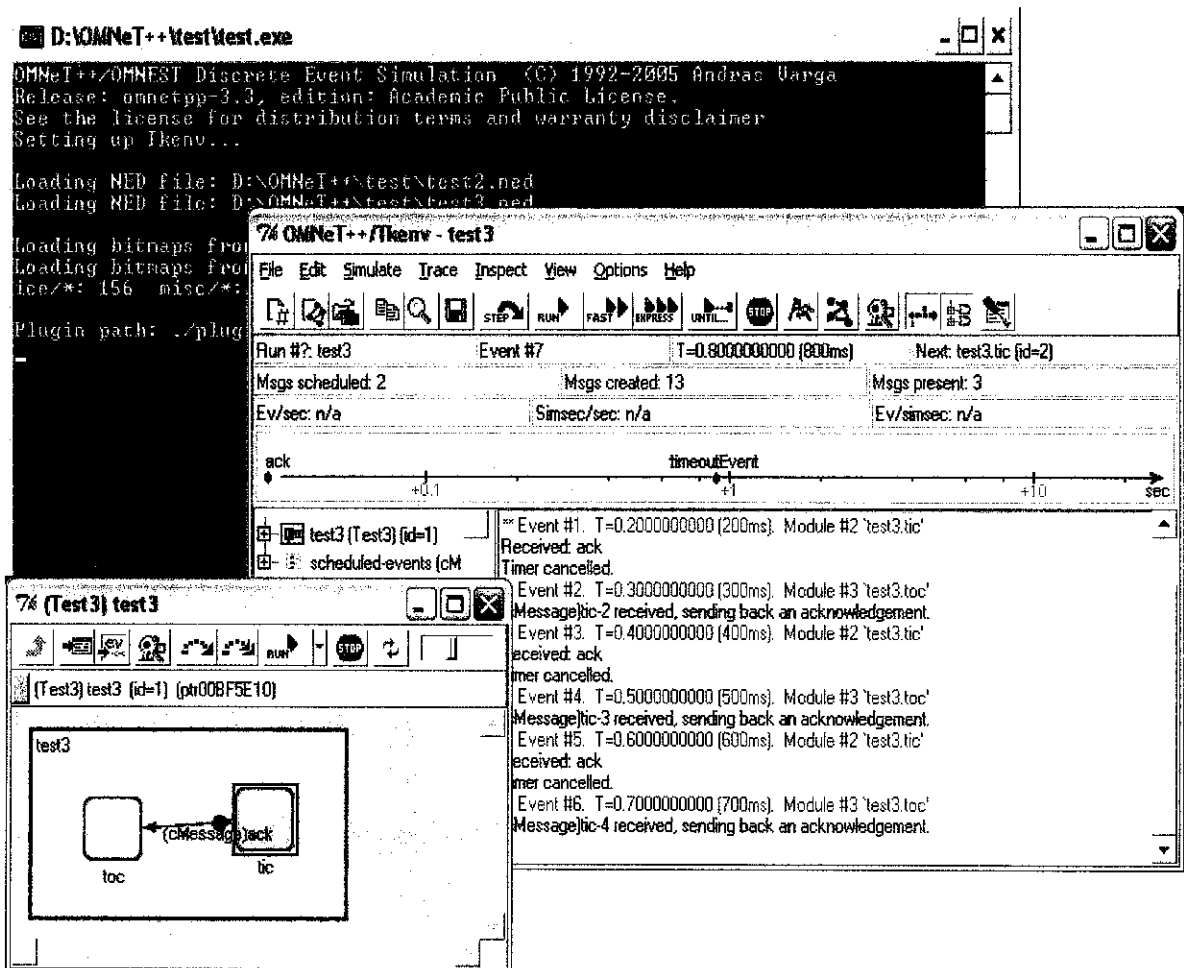 D:\OMNeT++\test\test.exe
OMNeT++/OMNEST Discrete Event Simulation (C) 1992-2005 Andras Varga
Release: omnetpp-3.3, edition: Academic Public License.
See the license for distribution terms and warranty disclaimer
Setting up Tkenv...
Loading NED file: D:\OMNeT++\test\test2.ned
Loading NED file: D:\OMNeT++\test\test3.ned
Loading bitmaps from
Loading bitmaps from
ice/*: 156 misc/*:
Plugin path: ./plug
OMNeT++/Tkenv - test3
File Edit Simulate Trace Inspect View Options Help
STEP RUN FAST EXPRESS UNTIL... STOP
Run #?: test3 Event #7 T=0.8000000000 (800ms) Next: test3.tic (id=2)
Msgs scheduled: 2 Msgs created: 13 Msgs present: 3
Ev/sec: n/a Simsec/sec: n/a Ev/simsec: n/a
ack timeoutEvent
+0.1 +1 +10 sec
test3 (Test3) (id=1)
scheduled-events (cM
** Event #1. T=0.2000000000 (200ms). Module #2 'test3.tic'
Received: ack
Timer cancelled.
Event #2. T=0.3000000000 (300ms). Module #3 'test3.toc'
Message)tic-2 received, sending back an acknowledgement.
Event #3. T=0.4000000000 (400ms). Module #2 'test3.tic'
eceived: ack
mer cancelled.
Event #4. T=0.5000000000 (500ms). Module #3 'test3.toc'
Message)tic-3 received, sending back an acknowledgement.
Event #5. T=0.6000000000 (600ms). Module #2 'test3.tic'
eceived: ack
mer cancelled.
Event #6. T=0.7000000000 (700ms). Module #3 'test3.toc'
Message)tic-4 received, sending back an acknowledgement.
(Test3) test3
RUN STOP
(Test3) test3 (id=1) (ptr00BF5E10)
test3
(cMessage)ack
toc
tic